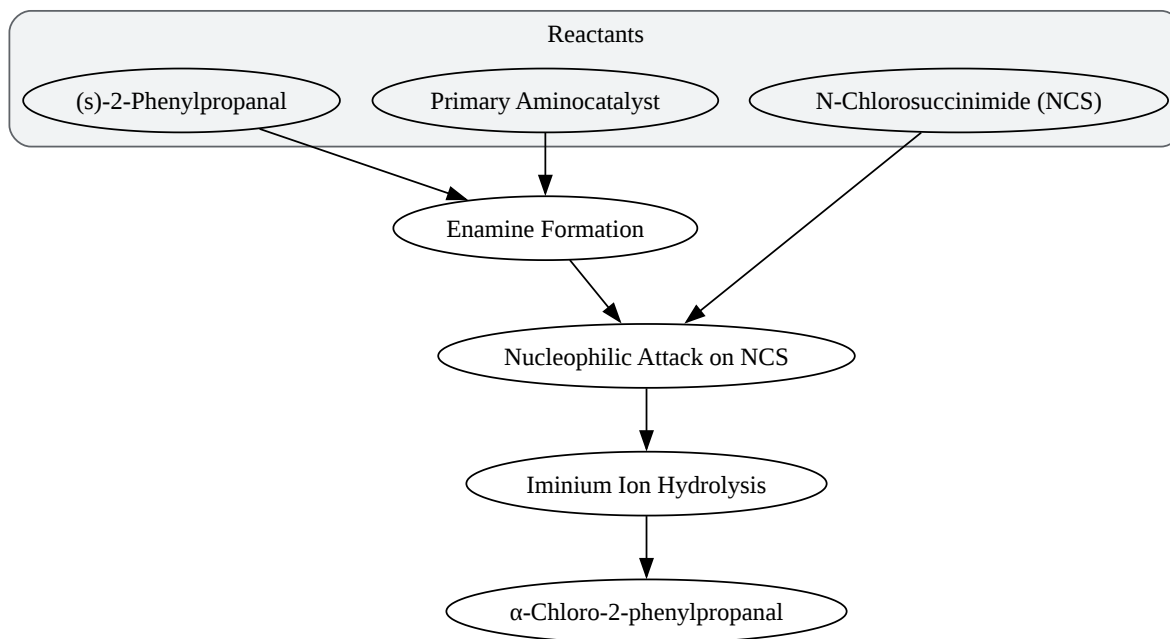 Reactants
(s)-2-Phenylpropanal
Primary Aminocatalyst
N-Chlorosuccinimide (NCS)
Enamine Formation
Nucleophilic Attack on NCS
Iminium Ion Hydrolysis
α-Chloro-2-phenylpropanal